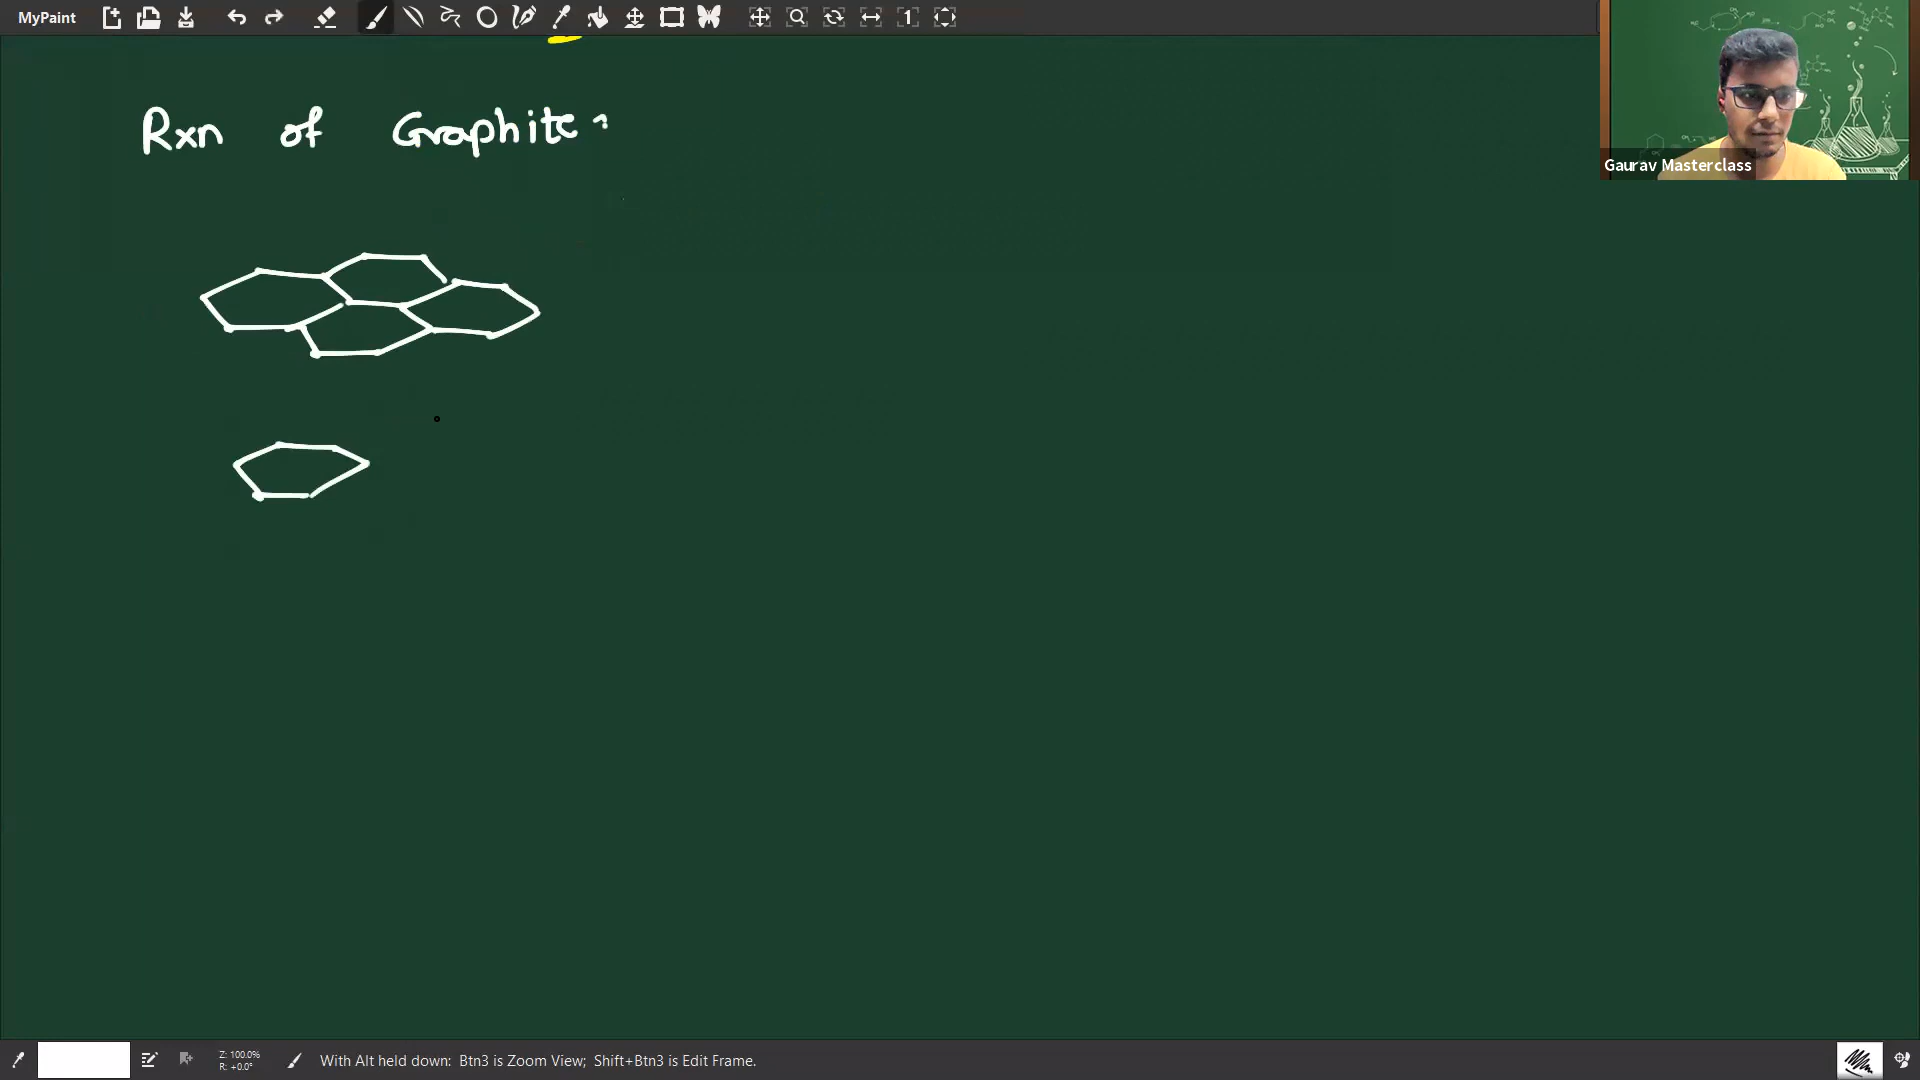 MyPaint
1
Rxn of Graphite :
Gaurav Masterclass
Z: 100.0%
R: +0.0°
With Alt held down: Btn3 is Zoom View; Shift+Btn3 is Edit Frame.